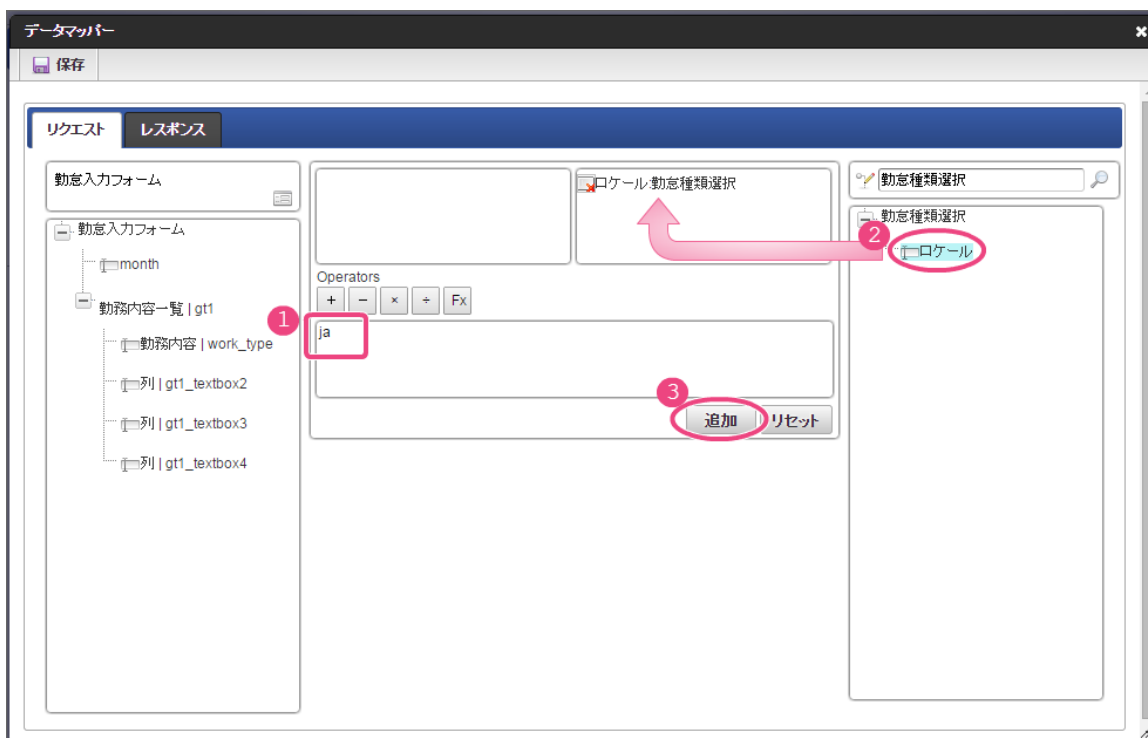 データマッパー
保存
リクエスト
レスポンス
勤怠入力フォーム
勤怠入力フォーム
month
勤務内容一覧 | gt1
勤務内容 | work_type
列 | gt1_textbox2
列 | gt1_textbox3
列 | gt1_textbox4
ロケール:勤怠種類選択
Operators
+ − × ÷ Fx
1
ja
3
追加
リセット
勤怠種類選択
勤怠種類選択
2
ロケール